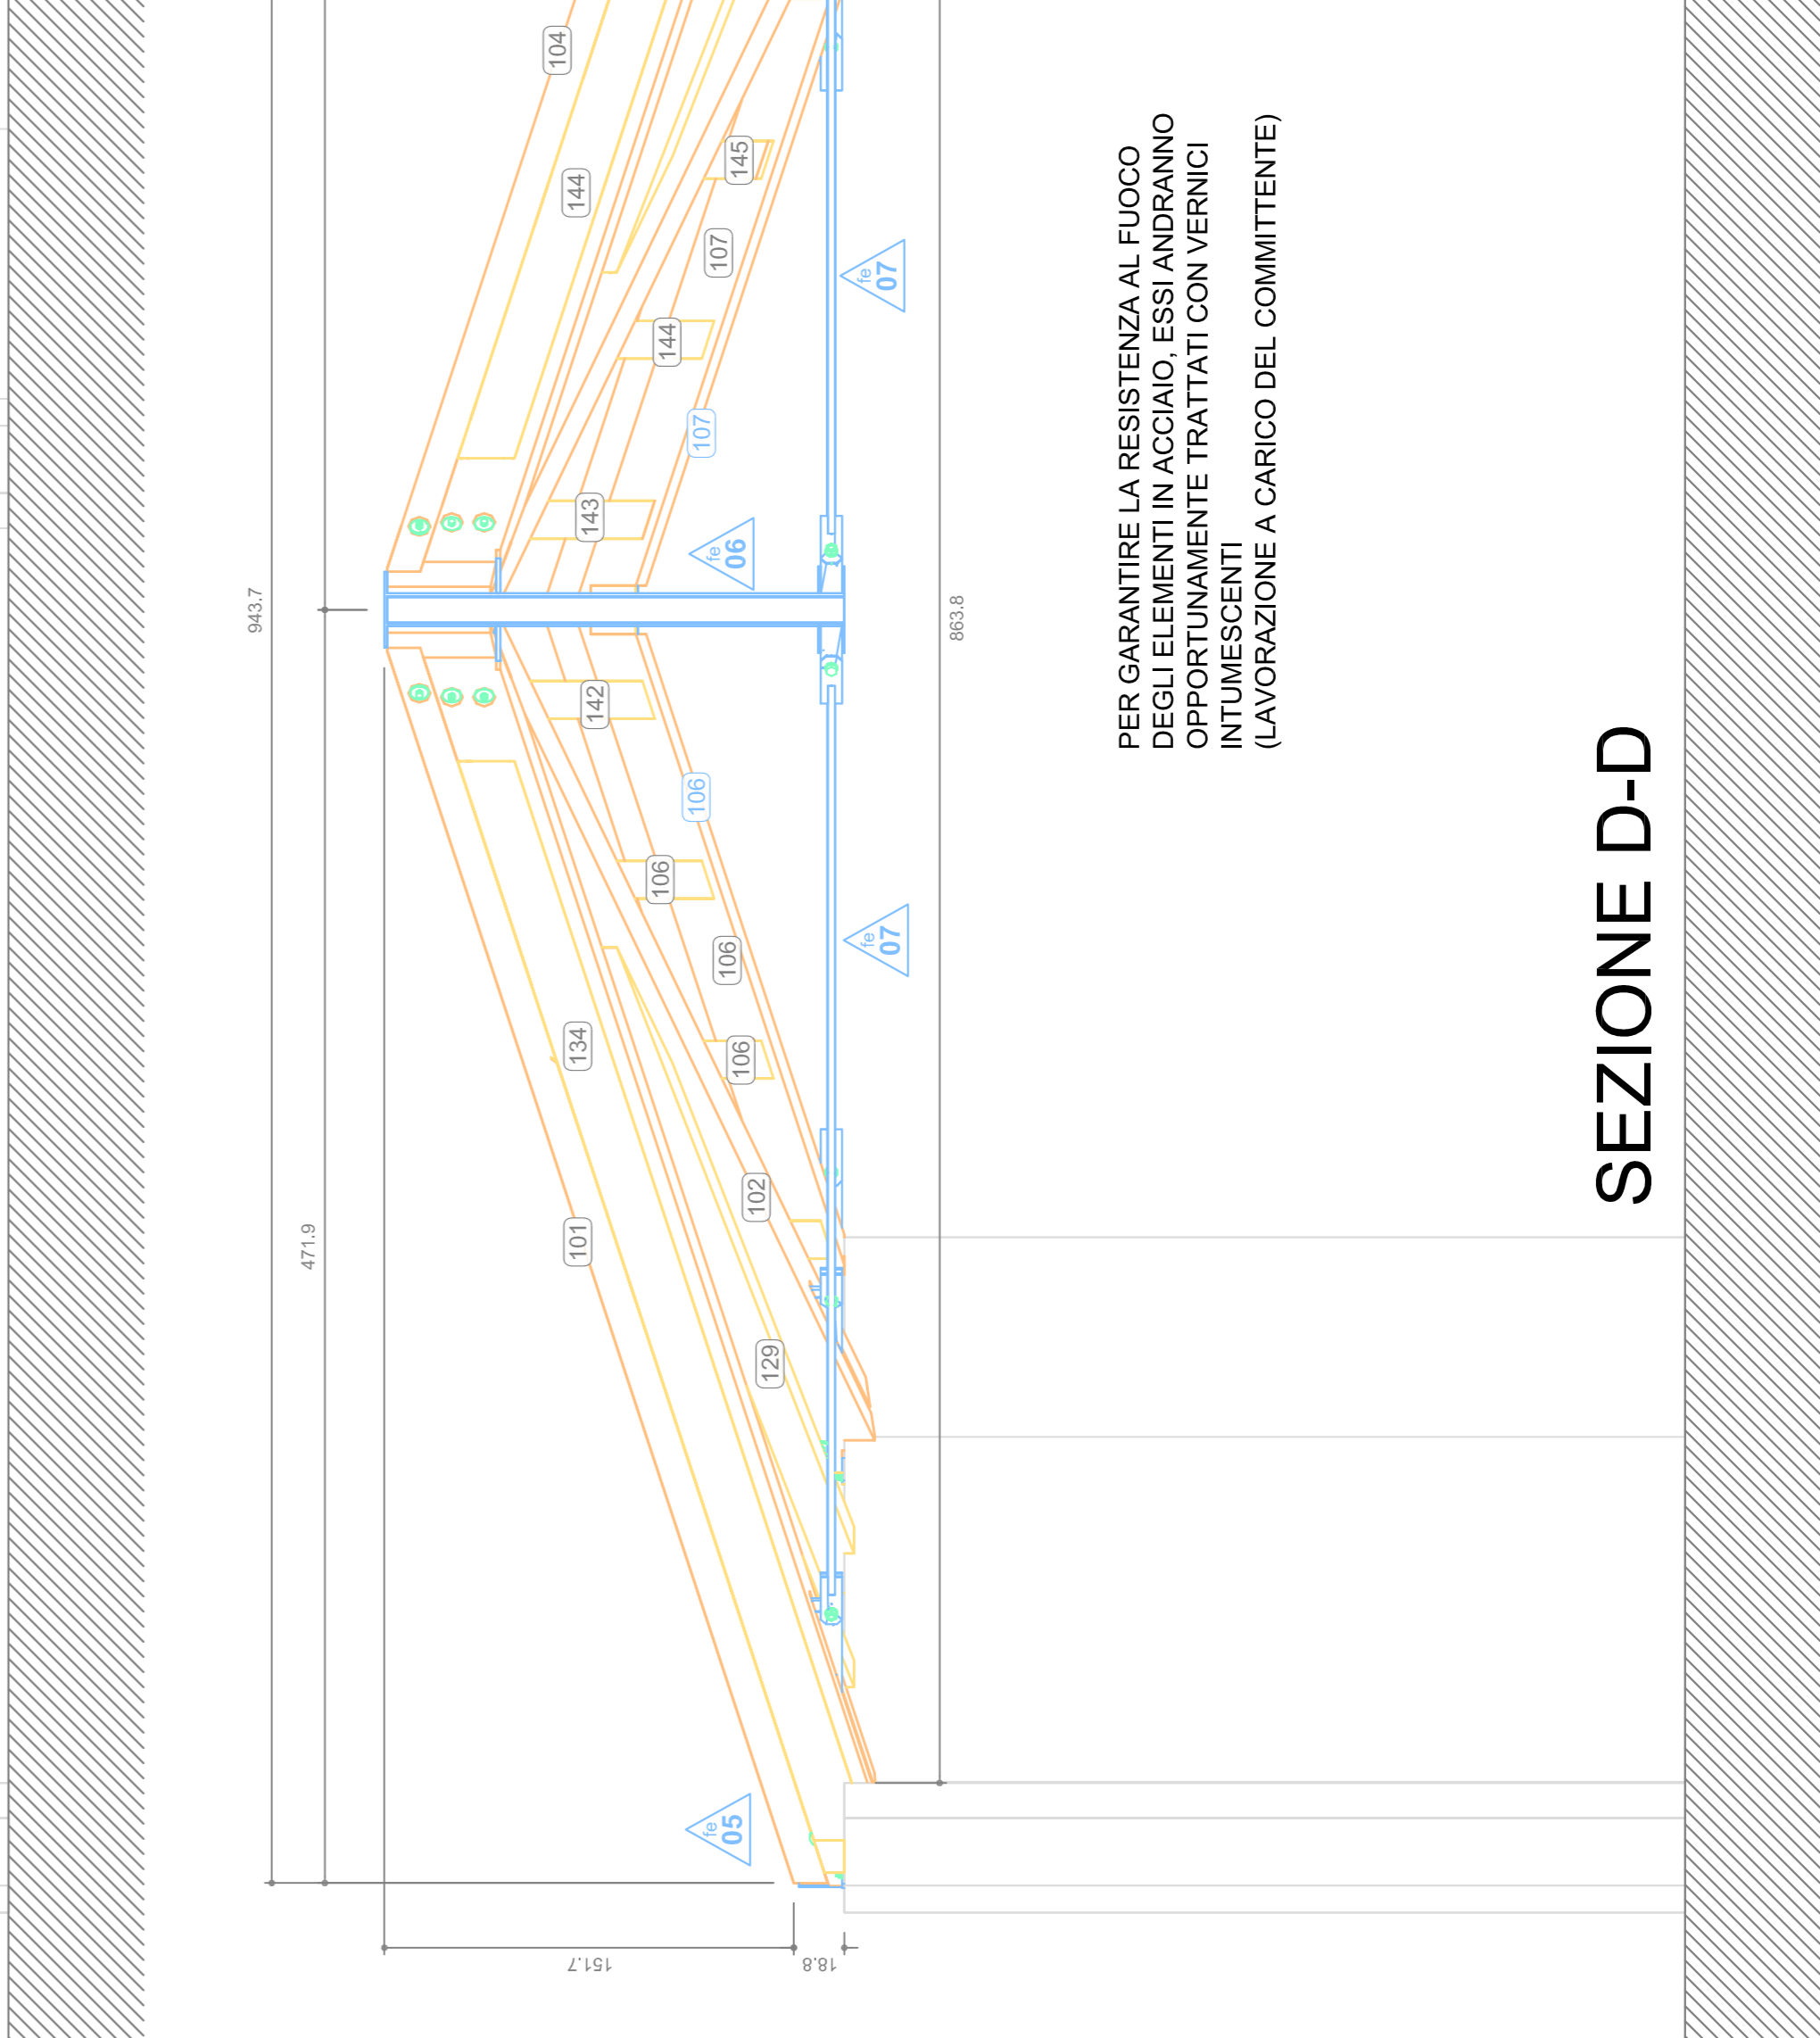 943.7
471.9
104
144
145
107
144
107
143
142
106
106
106
106
134
101
102
129
fe
07
fe
06
fe
07
fe
05
863.8
151.7
18.8
PER GARANTIRE LA RESISTENZA AL FUOCO
DEGLI ELEMENTI IN ACCIAIO, ESSI ANDRANNO
OPPORTUNAMENTE TRATTATI CON VERNICI
INTUMESCENTI
(LAVORAZIONE A CARICO DEL COMMITTENTE)
SEZIONE D-D